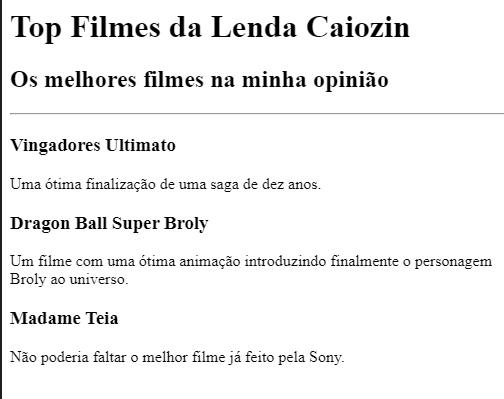 Top Filmes da Lenda Caiozin
Os melhores filmes na minha opinião
Vingadores Ultimato
Uma ótima finalização de uma saga de dez anos.
Dragon Ball Super Broly
Um filme com uma ótima animação introduzindo finalmente o personagem
Broly ao universo.
Madame Teia
Não poderia faltar o melhor filme já feito pela Sony.